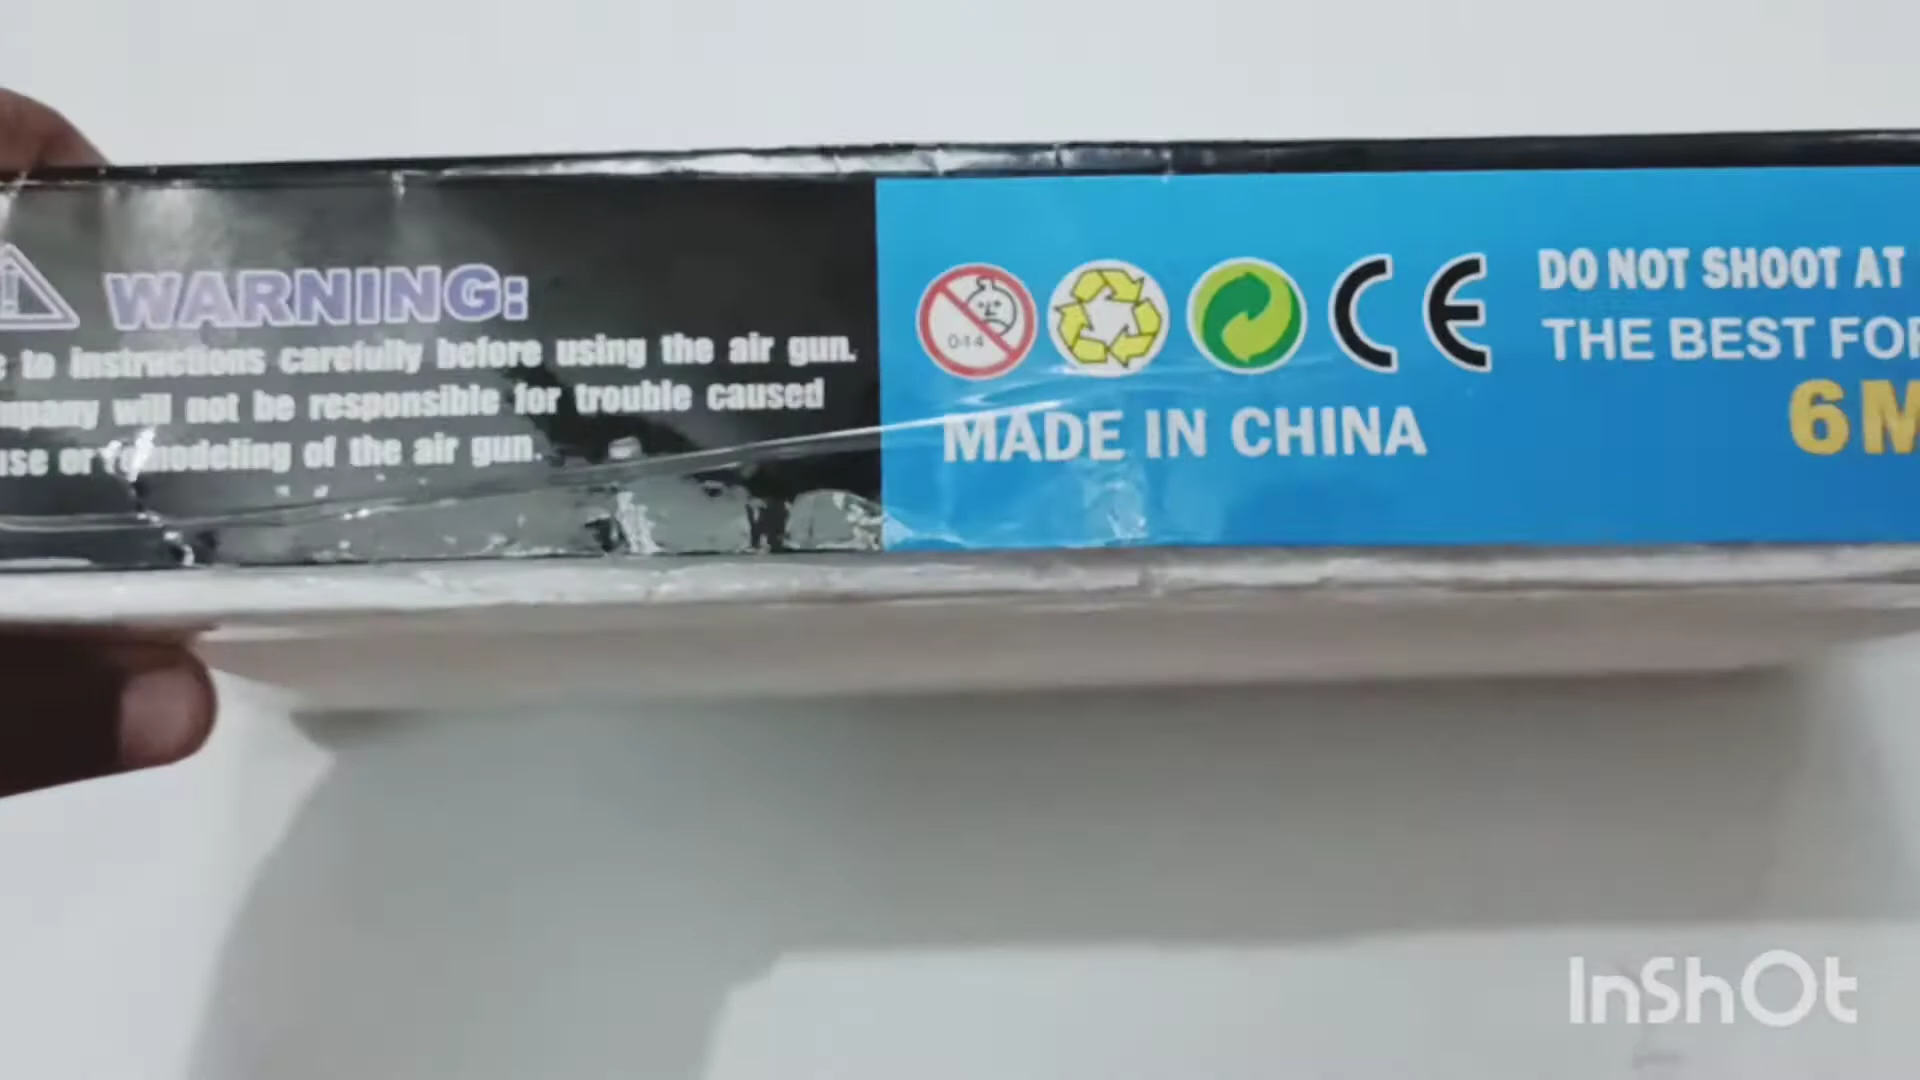 WARNING:
to instructions carefully before using the air gun.
will not be responsible for trouble caused
of the air gun.
0-14
CE
MADE IN CHINA
DO NOT SHOOT AT
THE BEST FOR
6M
InShOt